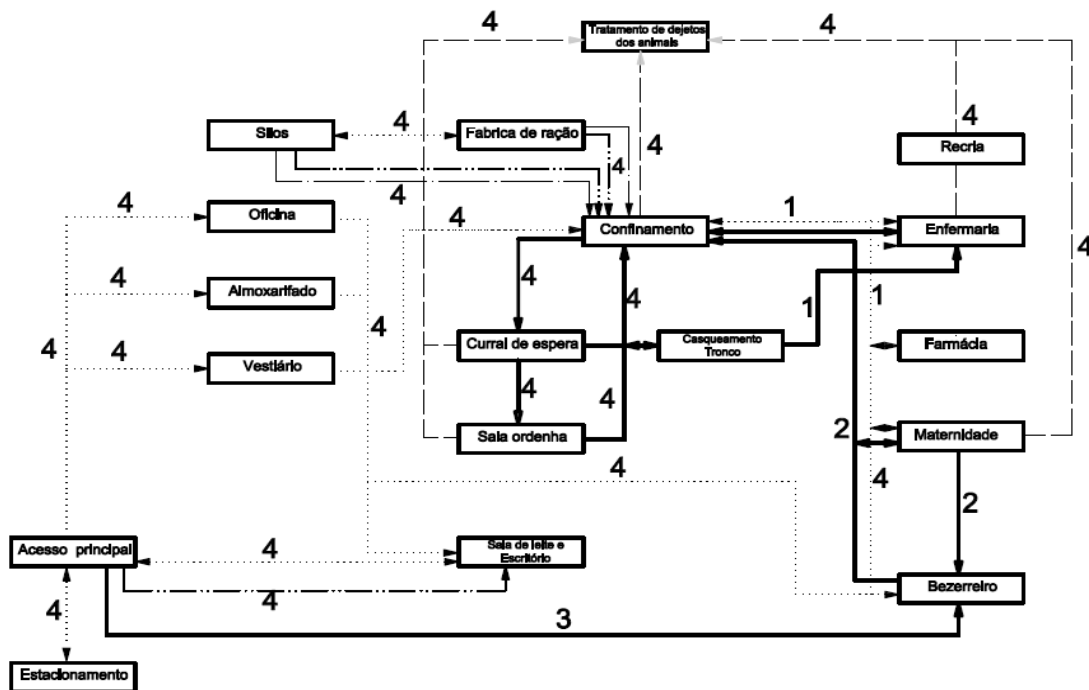 4
4
Tratamento de dejetos
dos animais
Silos
4
Fabrica de ração
4
4
4
Recria
4
4
Oficina
4
Confinamento
1
Enfermaria
4
4
Almoxarifado
4
4
4
1
1
4
4
Vestiário
Curral de espera
Casqueamento
Tronco
Farmácia
4
4
Sala ordenha
2
Maternidade
4
4
2
Acesso principal
4
Sala de leite e
Escritório
4
4
Bezerreiro
3
Estacionamento